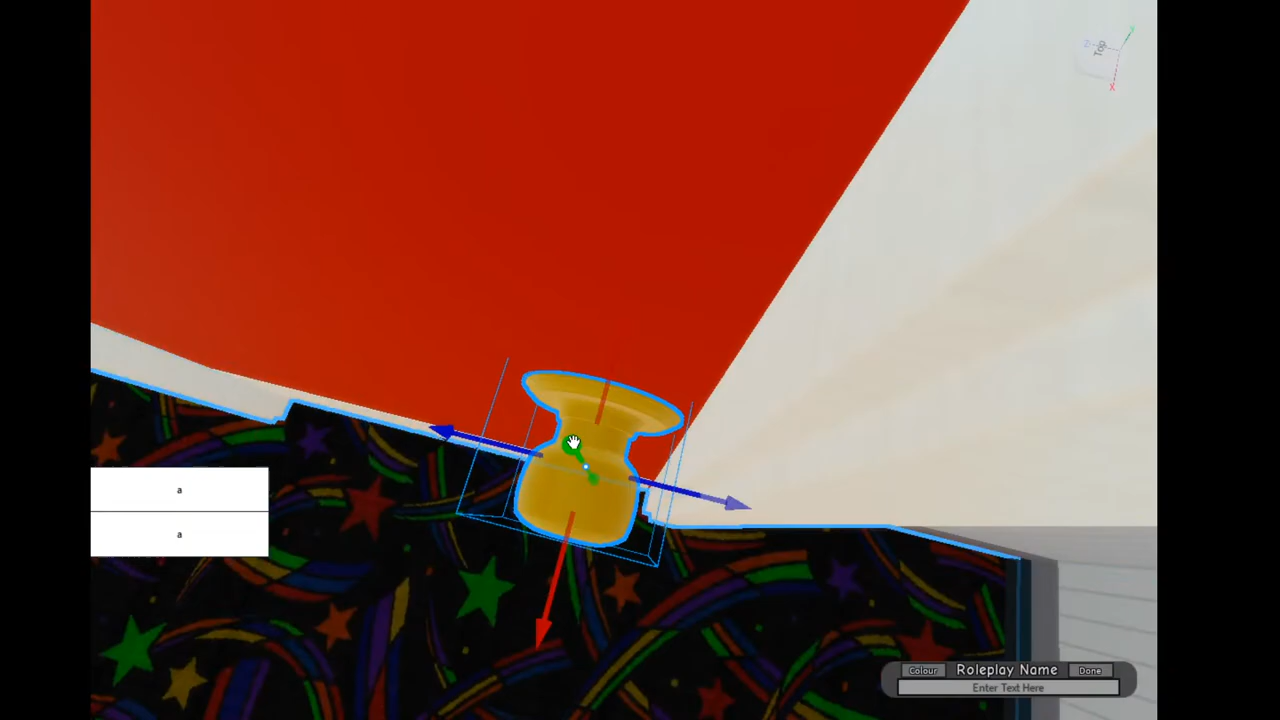 Z
Top
X
a
a
Colour
Roleplay Name
Done
Enter Text Here